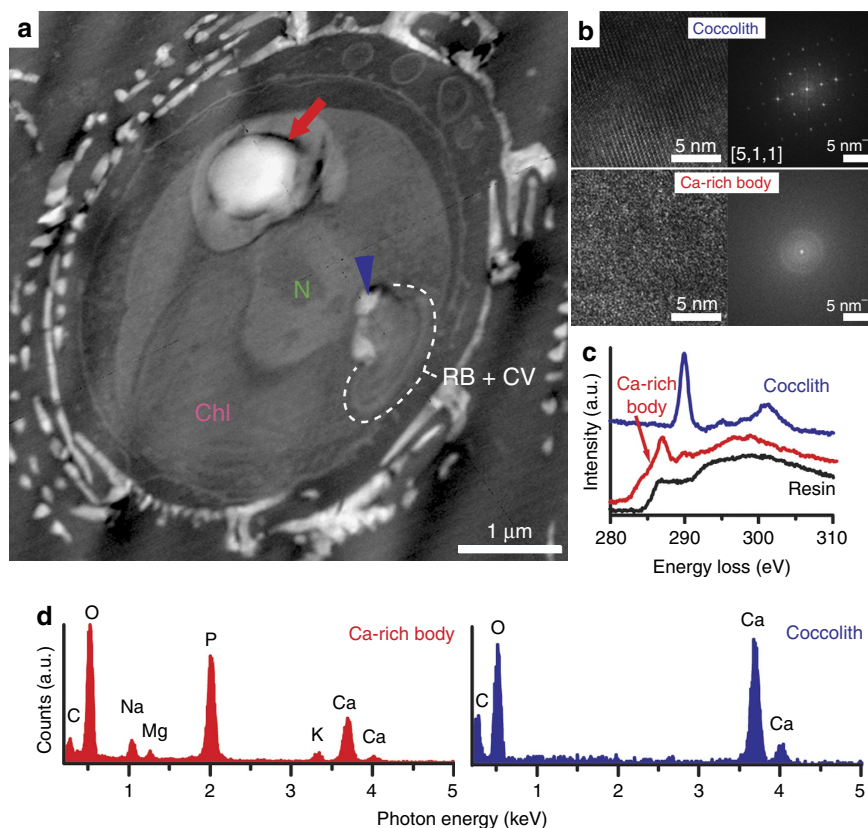 a
N
Chl
RB + CV
1 µm
b
Coccolith
5 nm
[5,1,1]
5 nm⁻
Ca-rich body
5 nm
5 nm⁻
c
Ca-rich
body
Cocclith
Resin
Intensity (a.u.)
280 290 300 310
Energy loss (eV)
d
Ca-rich body
C O Na Mg P K Ca Ca
Counts (a.u.)
1 2 3 4 5
Coccolith
C O Ca Ca
1 2 3 4 5
Photon energy (keV)